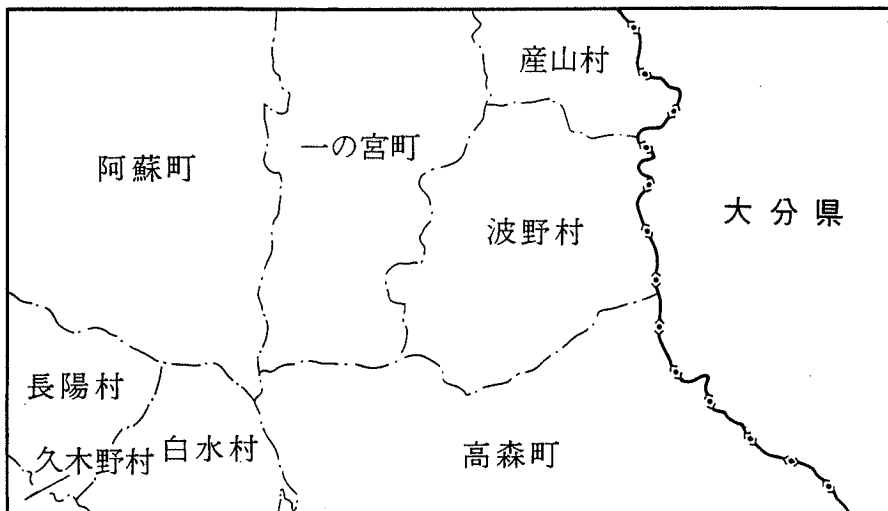 産山村
一の宮町
阿蘇町
波野村
大分県
長陽村
久木野村
白水村
高森町